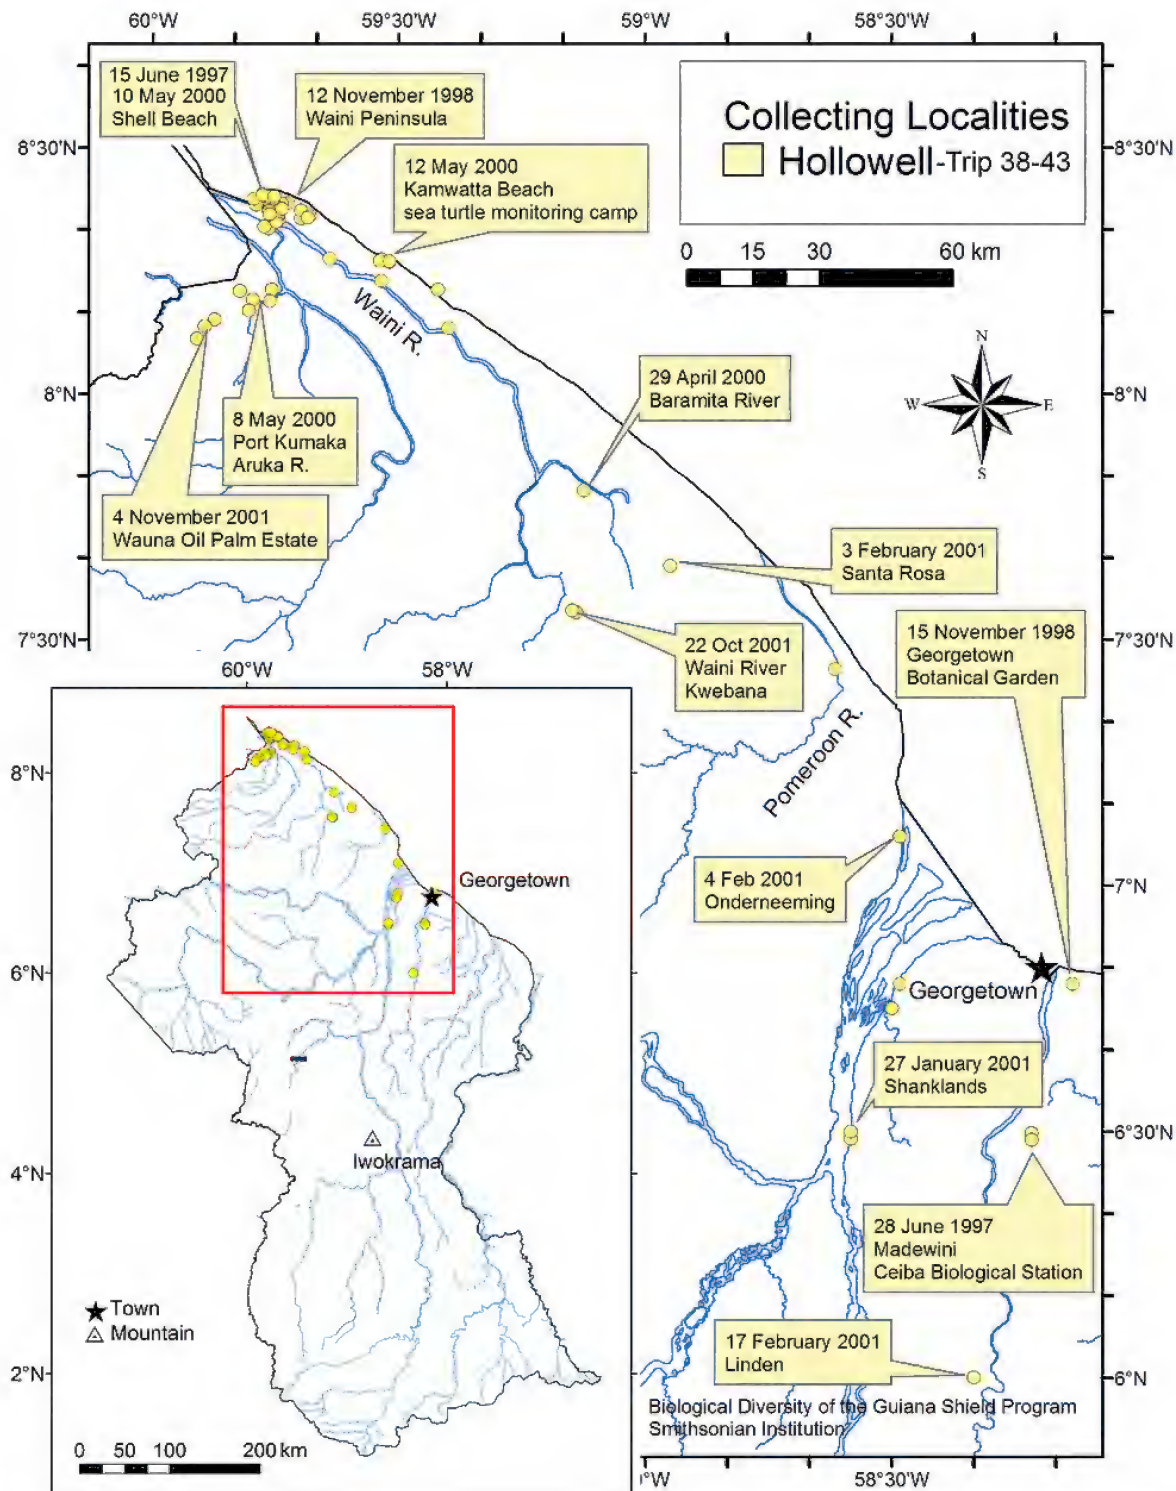 60°W
59°30'W
59°W
58°30'W
15 June 1997
10 May 2000
Shell Beach
12 November 1998
Waini Peninsula
12 May 2000
Kamwatta Beach
sea turtle monitoring camp
Collecting Localities
Hollowell-Trip 38-43
0 15 30 60 km
8°30'N
8°30'N
Waini R.
N
W
E
S
8°N
8°N
29 April 2000
Baramita River
8 May 2000
Port Kumaka
Aruka R.
4 November 2001
Wauna Oil Palm Estate
3 February 2001
Santa Rosa
7°30'N
7°30'N
22 Oct 2001
Waini River
Kwebana
15 November 1998
Georgetown
Botanical Garden
Pomeroon R.
60°W
58°W
8°N
6°N
4°N
2°N
Georgetown
Iwokrama
Town
Mountain
0 50 100 200 km
4 Feb 2001
Onderneeming
7°N
Georgetown
27 January 2001
Shanklands
6°30'N
28 June 1997
Madewini
Ceiba Biological Station
17 February 2001
Linden
6°N
Biological Diversity of the Guiana Shield Program
Smithsonian Institution
°W
58°30'W